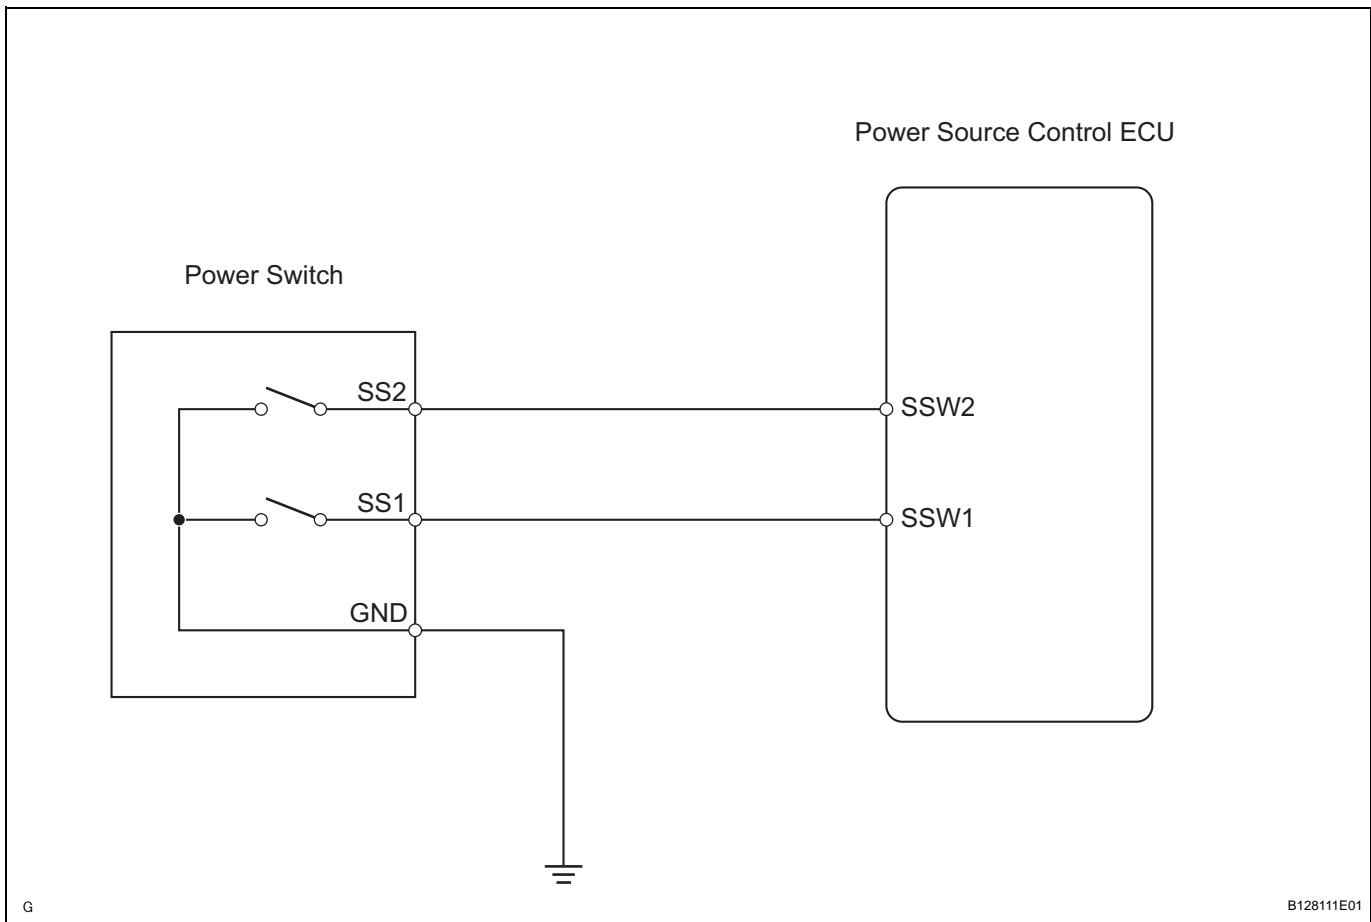 Power Source Control ECU
Power Switch
SS2
SSW2
SS1
SSW1
GND
G
B128111E01